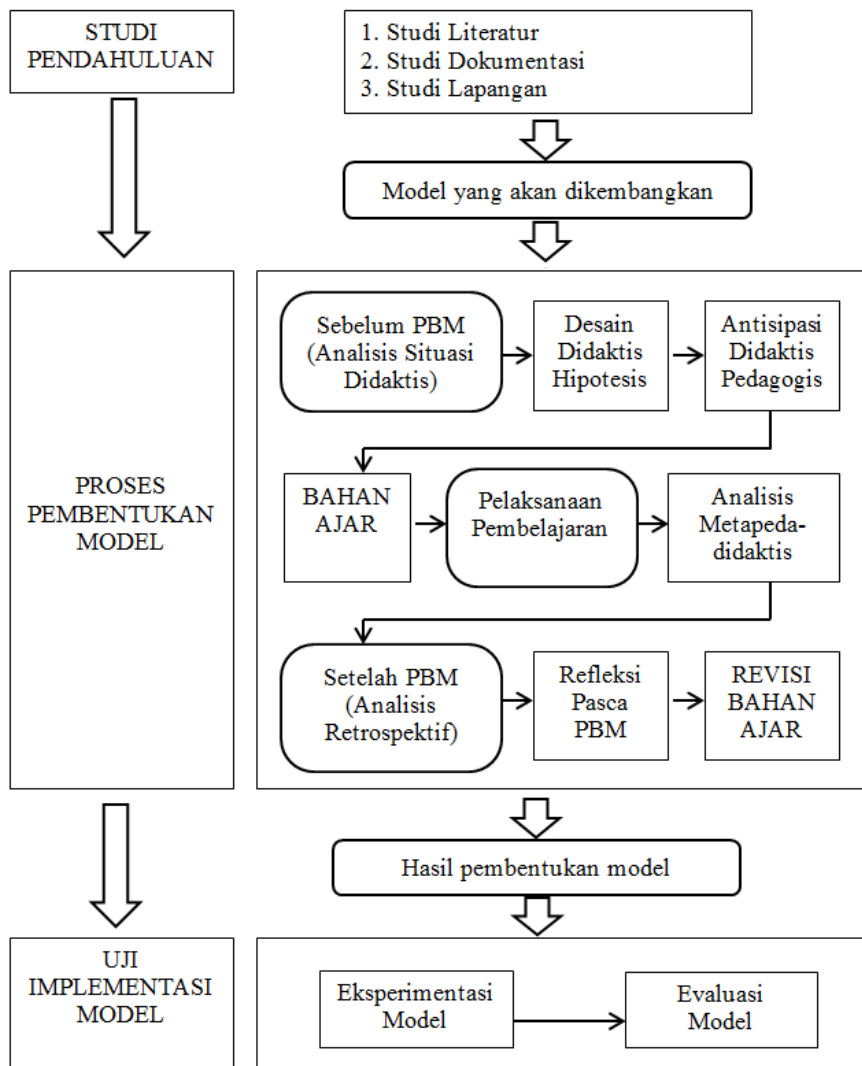 STUDI
PENDAHULUAN
1. Studi Literatur
2. Studi Dokumentasi
3. Studi Lapangan
Model yang akan dikembangkan
PROSES
PEMBENTUKAN
MODEL
Sebelum PBM
(Analisis Situasi
Didaktis)
Desain
Didaktis
Hipotesis
Antisipasi
Didaktis
Pedagogis
BAHAN
AJAR
Pelaksanaan
Pembelajaran
Analisis
Metapeda-
didaktis
Setelah PBM
(Analisis
Retrospektif)
Refleksi
Pasca
PBM
REVISI
BAHAN
AJAR
Hasil pembentukan model
UJI
IMPLEMENTASI
MODEL
Eksperimentasi
Model
Evaluasi
Model